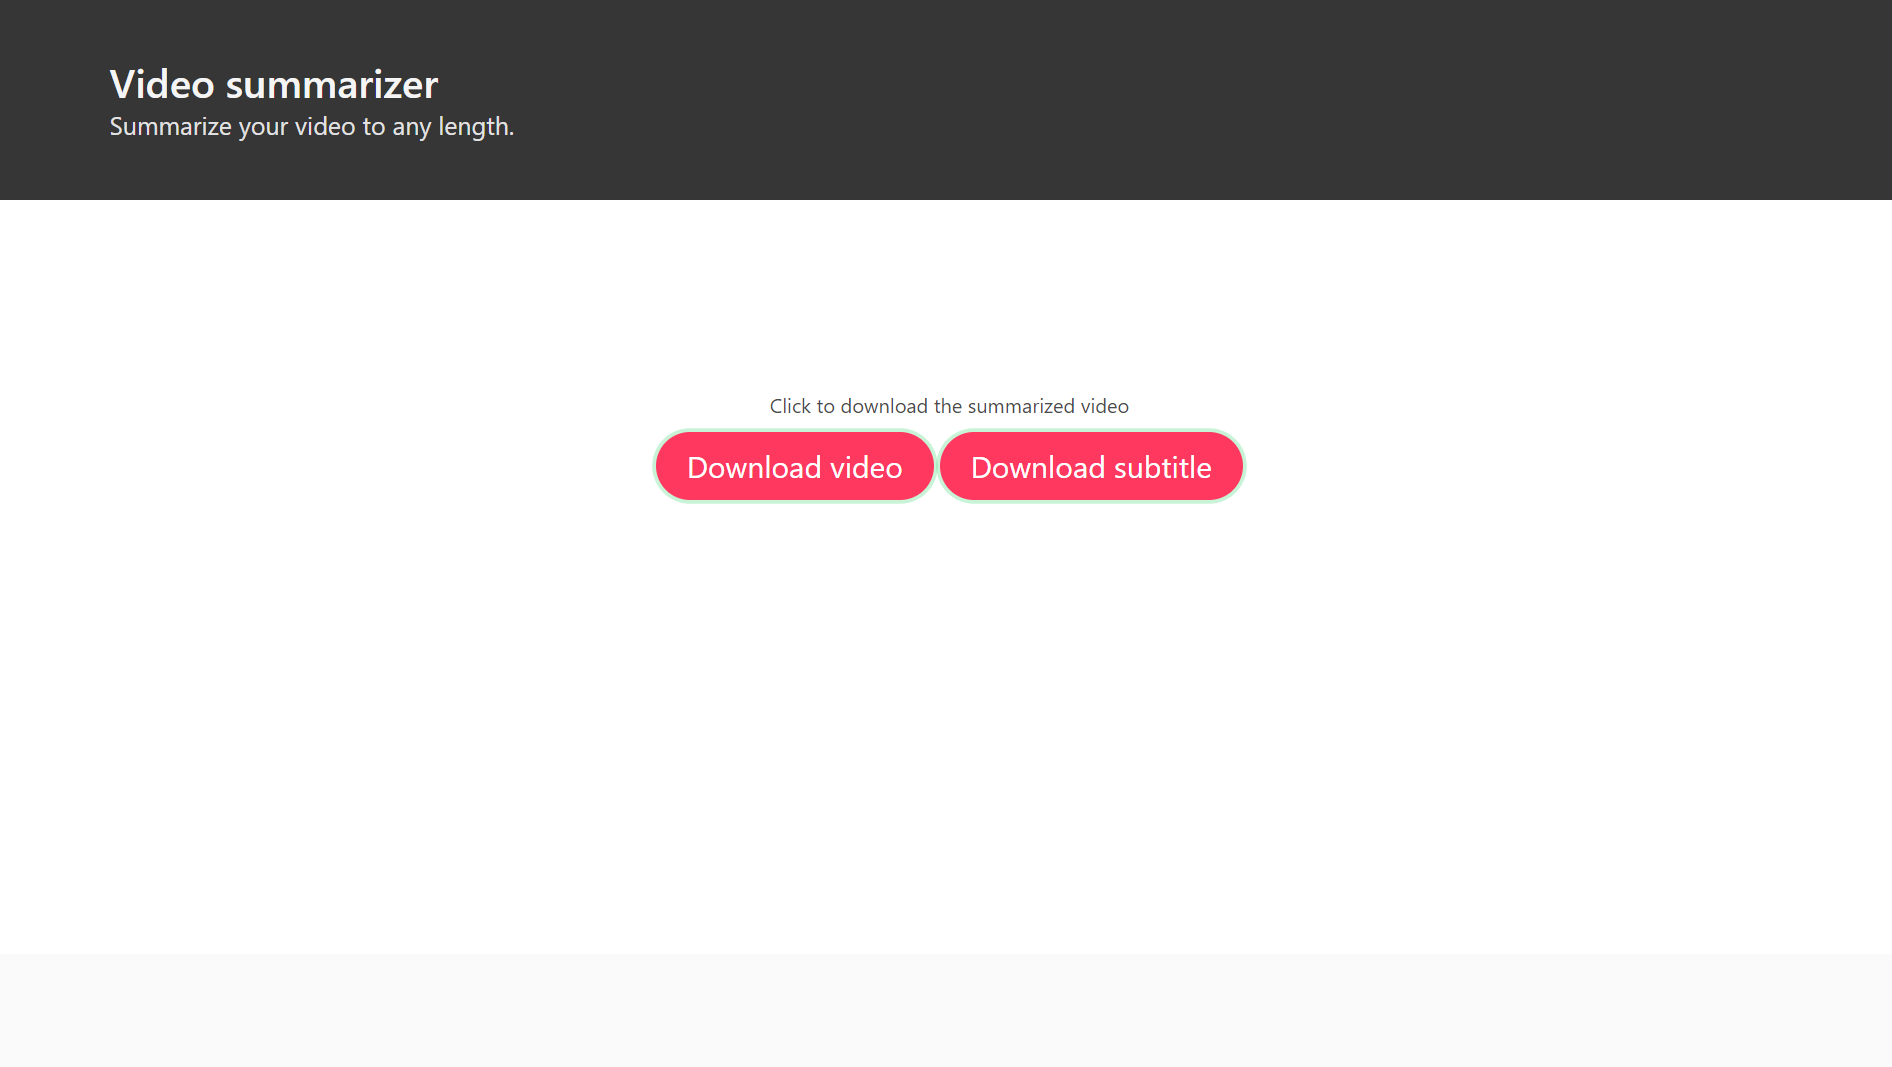 Video summarizer
Summarize your video to any length.
Click to download the summarized video
Download video
Download subtitle